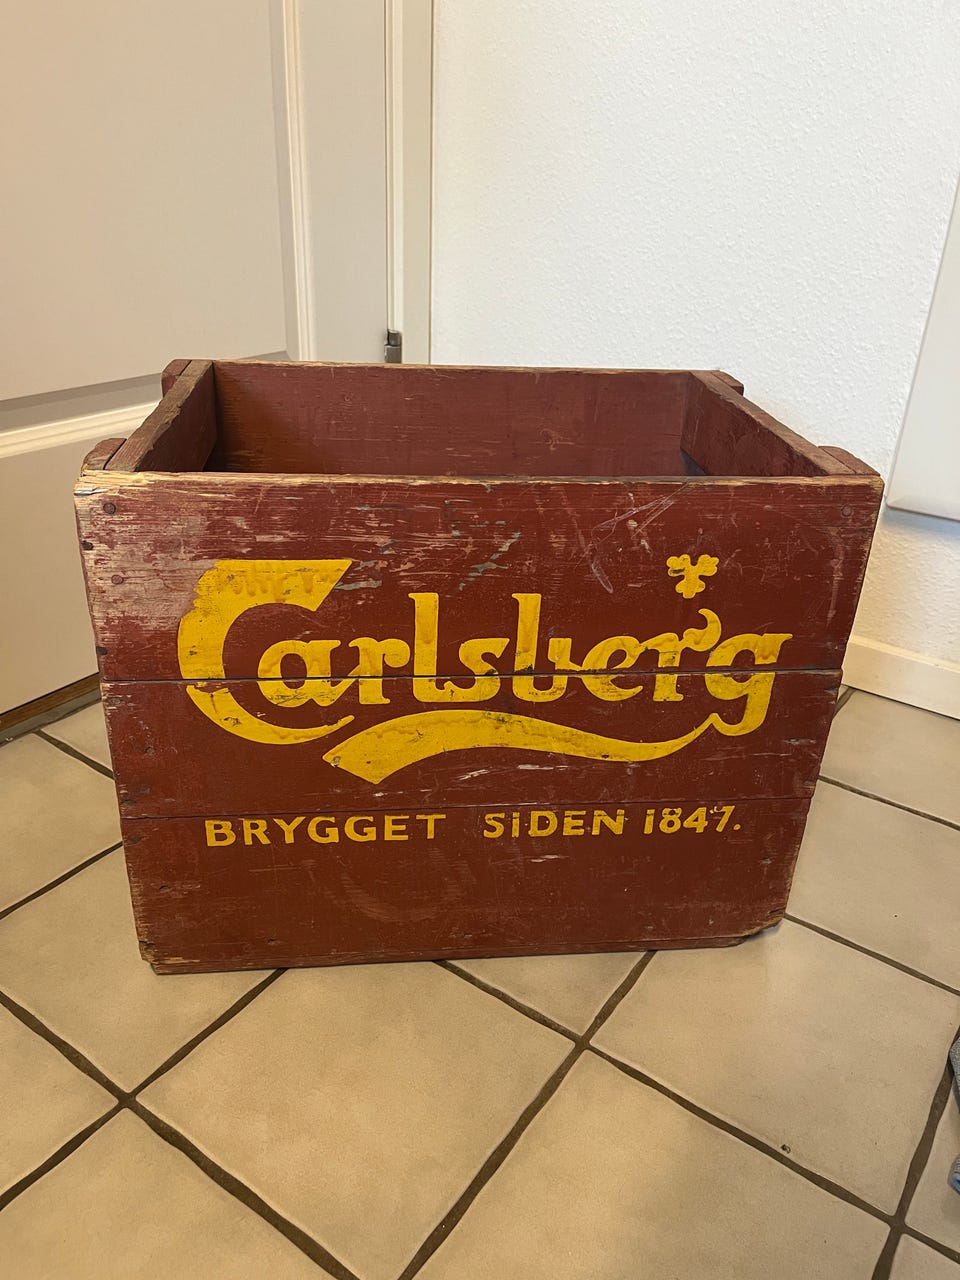 Carlsberg
BRYGGET SiDEN 1847.